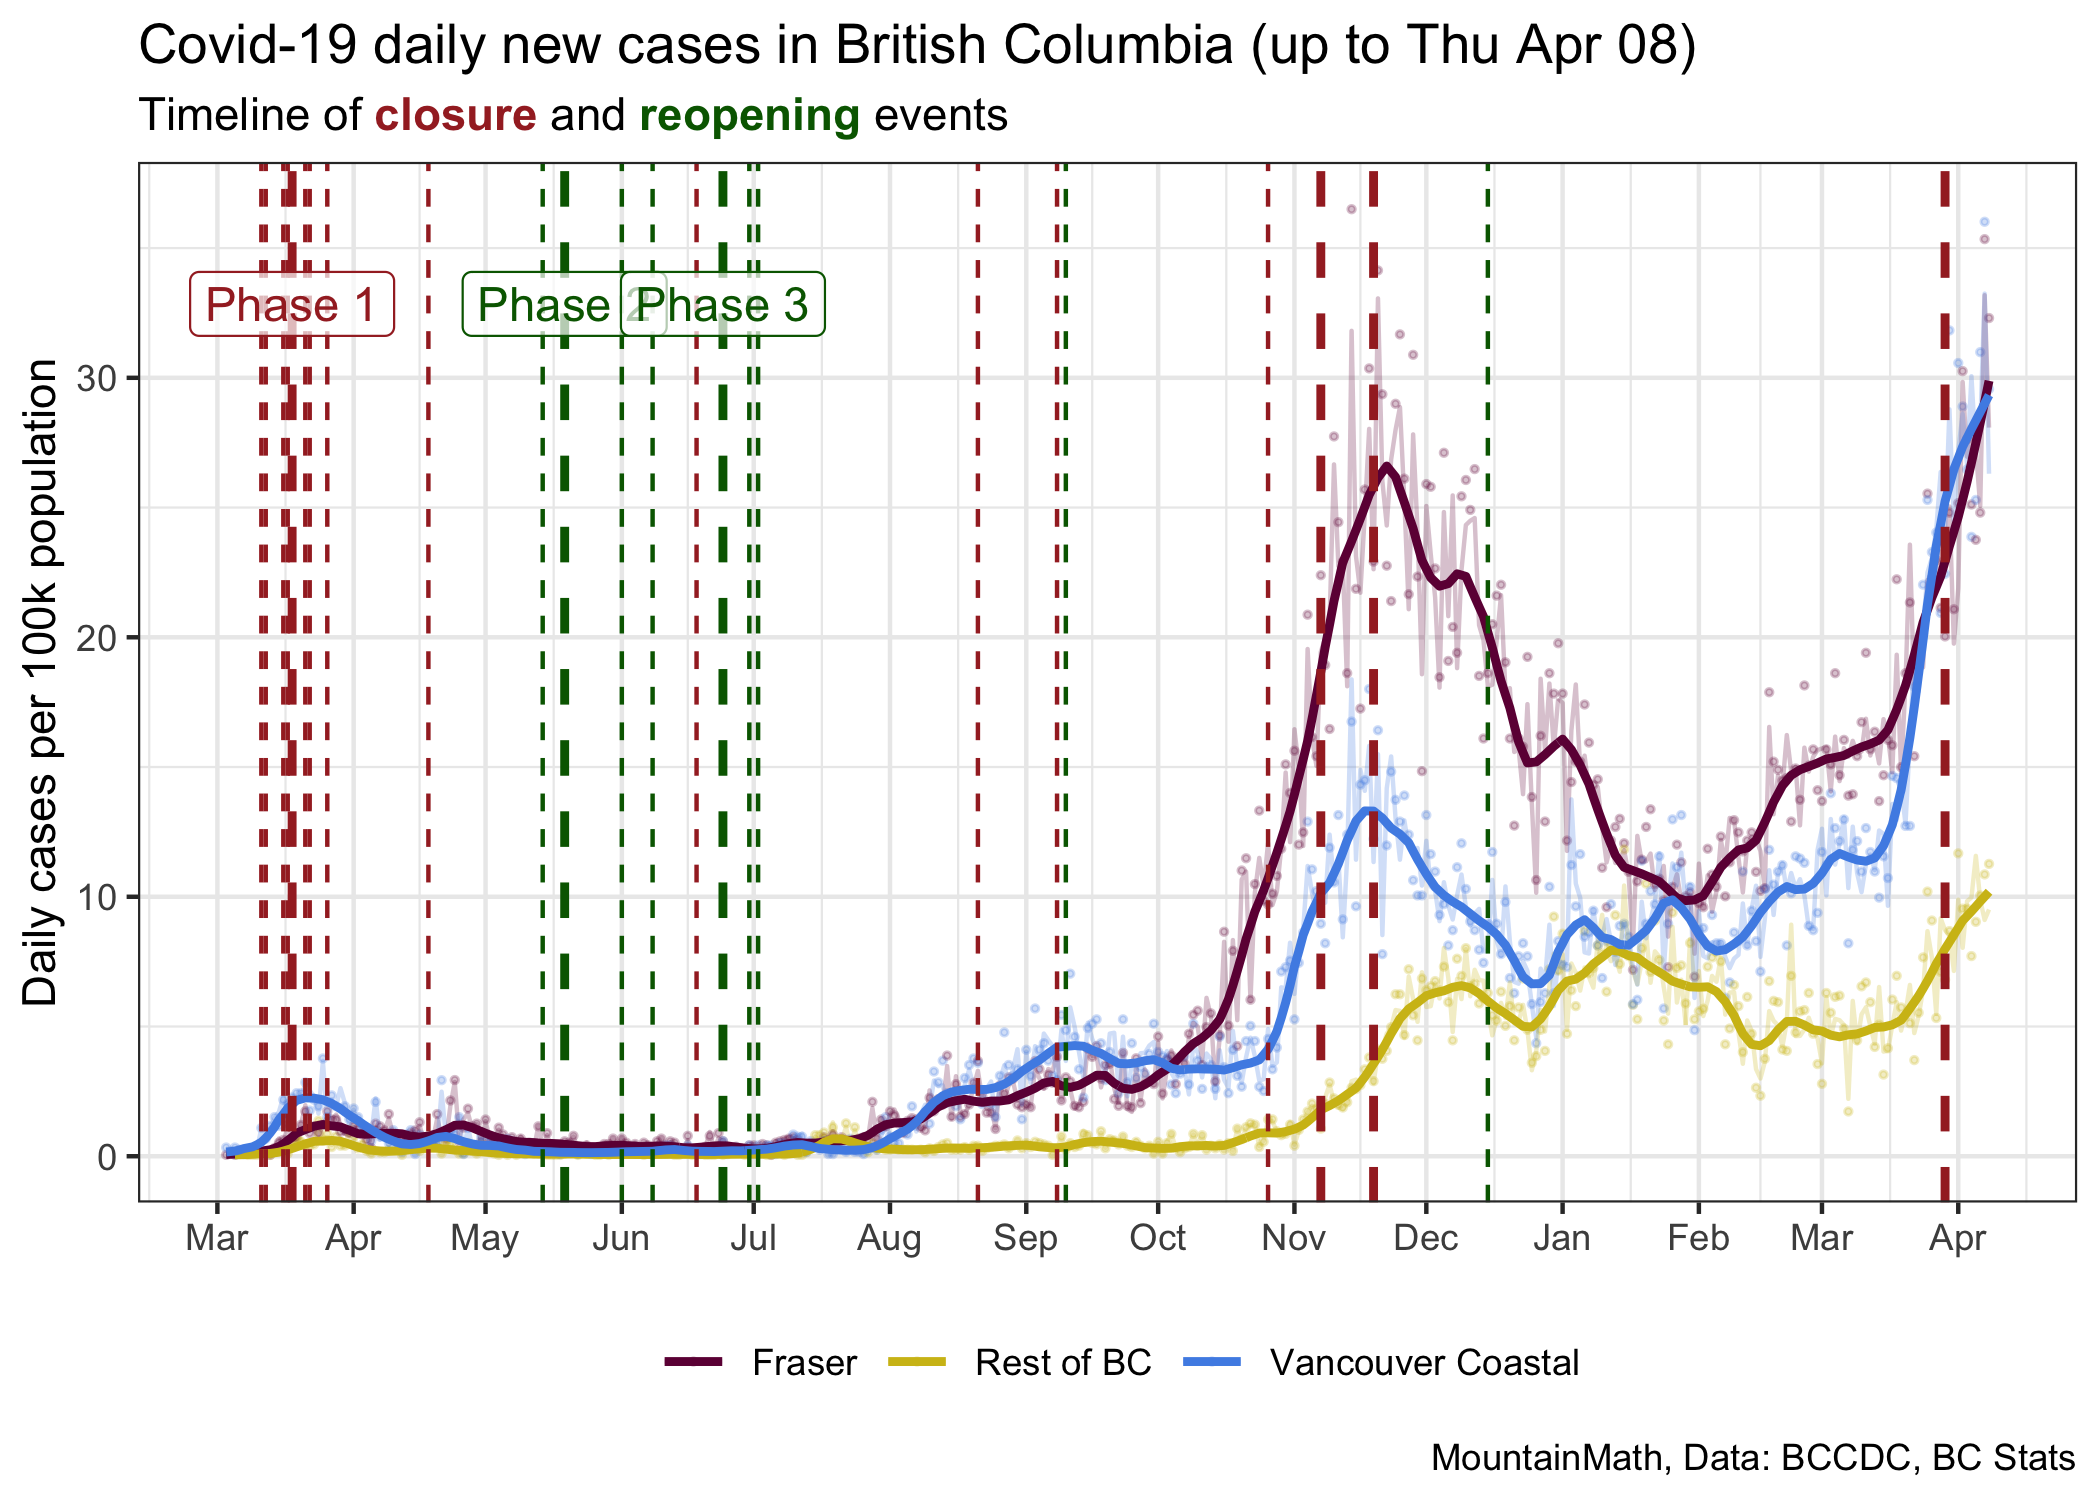 Covid-19 daily new cases in British Columbia (up to Thu Apr 08)
Timeline of closure and reopening events
Daily cases per 100k population
30
20
10
0
Phase 1
Phase 2
Phase 3
Mar Apr May Jun Jul Aug Sep Oct Nov Dec Jan Feb Mar Apr
Fraser Rest of BC Vancouver Coastal
MountainMath, Data: BCCDC, BC Stats